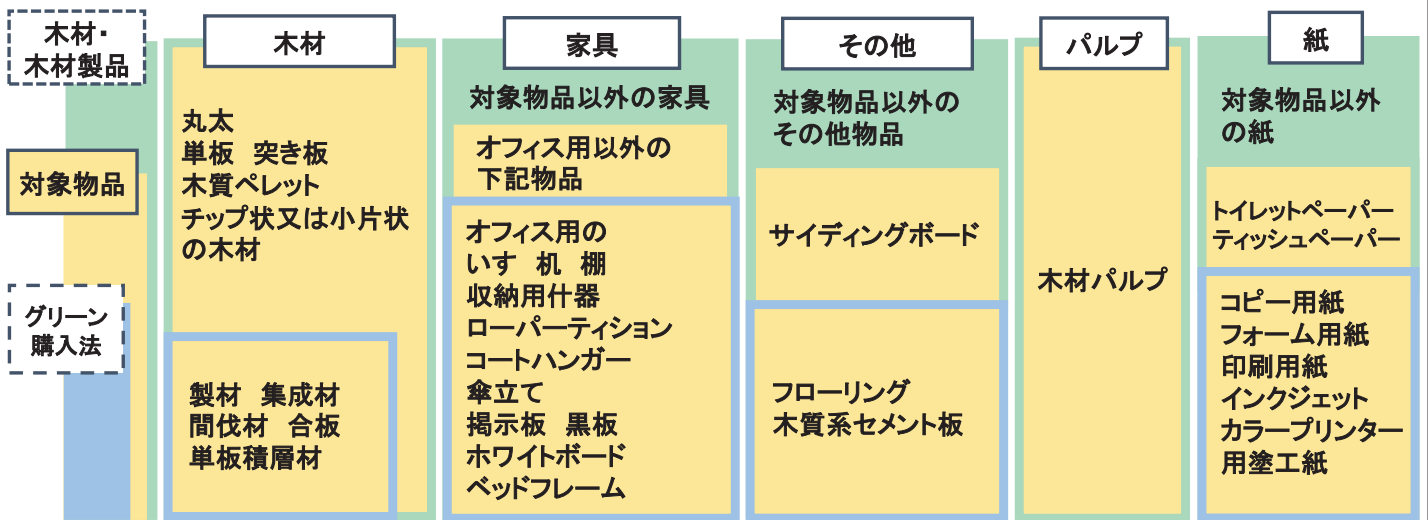 木材・
木材製品
対象物品
グリーン
購入法
木材
丸太
単板　突き板
木質ペレット
チップ状又は小片状
の木材
製材　集成材
間伐材　合板
単板積層材
家具
対象物品以外の家具
オフィス用以外の
下記物品
オフィス用の
いす　机　棚
収納用什器
ローパーティション
コートハンガー
傘立て
掲示板　黒板
ホワイトボード
ベッドフレーム
その他
対象物品以外の
その他物品
サイディングボード
フローリング
木質系セメント板
パルプ
木材パルプ
紙
対象物品以外
の紙
トイレットペーパー
ティッシュペーパー
コピー用紙
フォーム用紙
印刷用紙
インクジェット
カラープリンター
用塗工紙